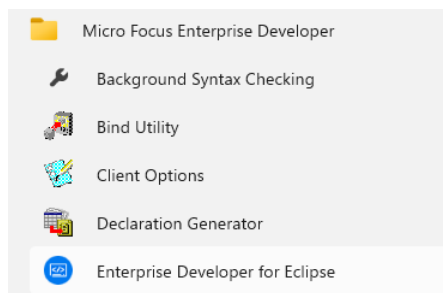 Micro Focus Enterprise Developer
Background Syntax Checking
Bind Utility
Client Options
Declaration Generator
Enterprise Developer for Eclipse